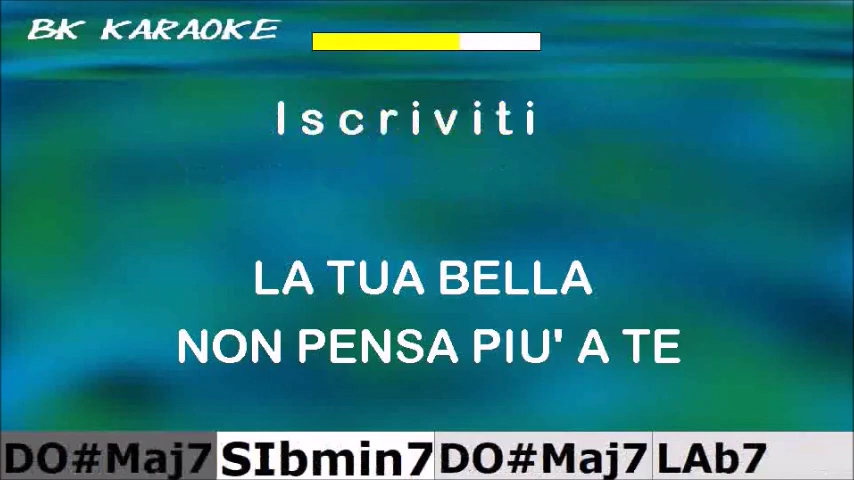 BK KARAOKE
Iscriviti
LA TUA BELLA
NON PENSA PIU' A TE
DO#Maj7 SIbmin7 DO#Maj7 LAb7